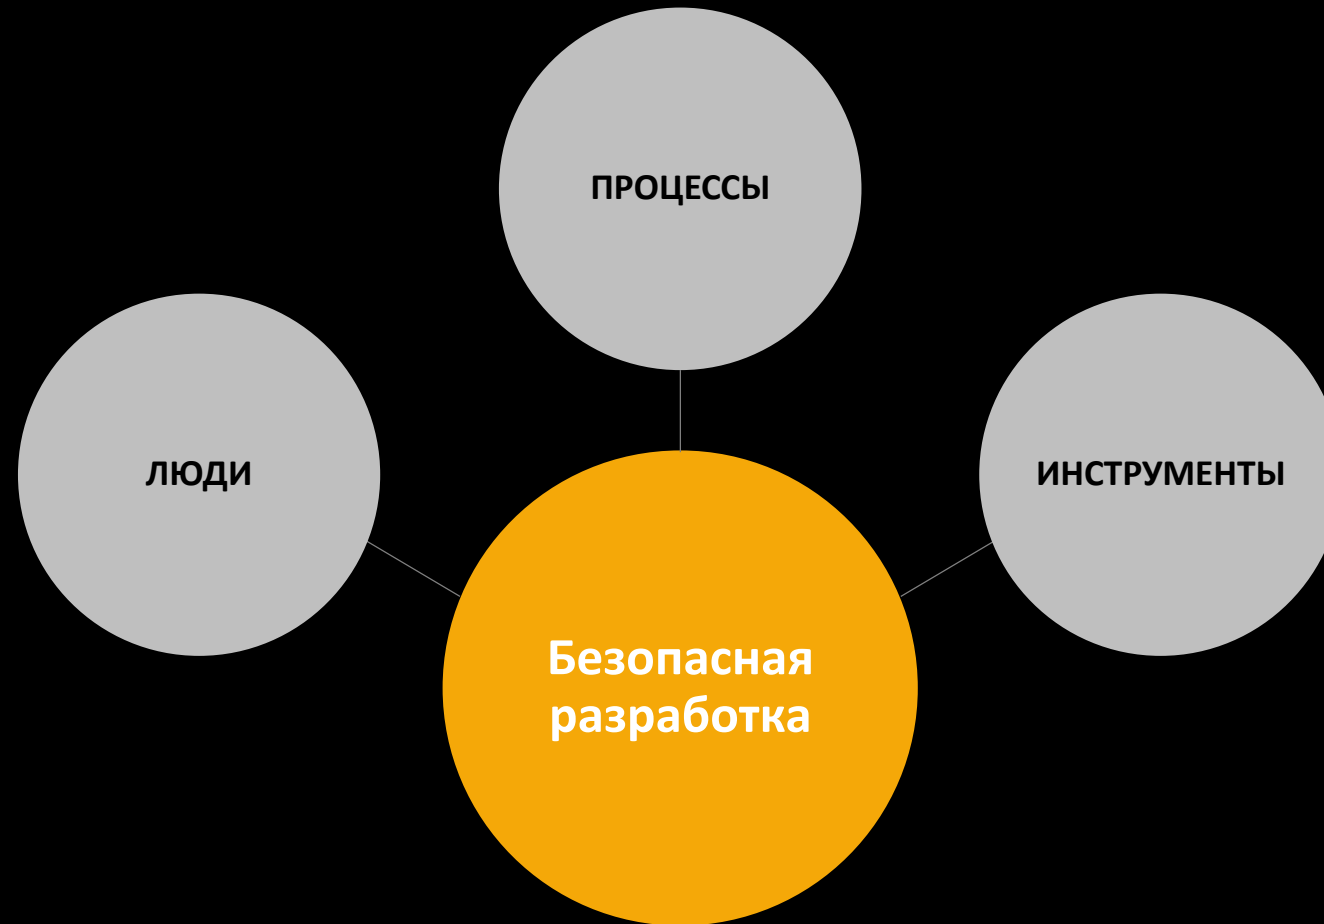 ПРОЦЕССЫ
ЛЮДИ
ИНСТРУМЕНТЫ
Безопасная
разработка